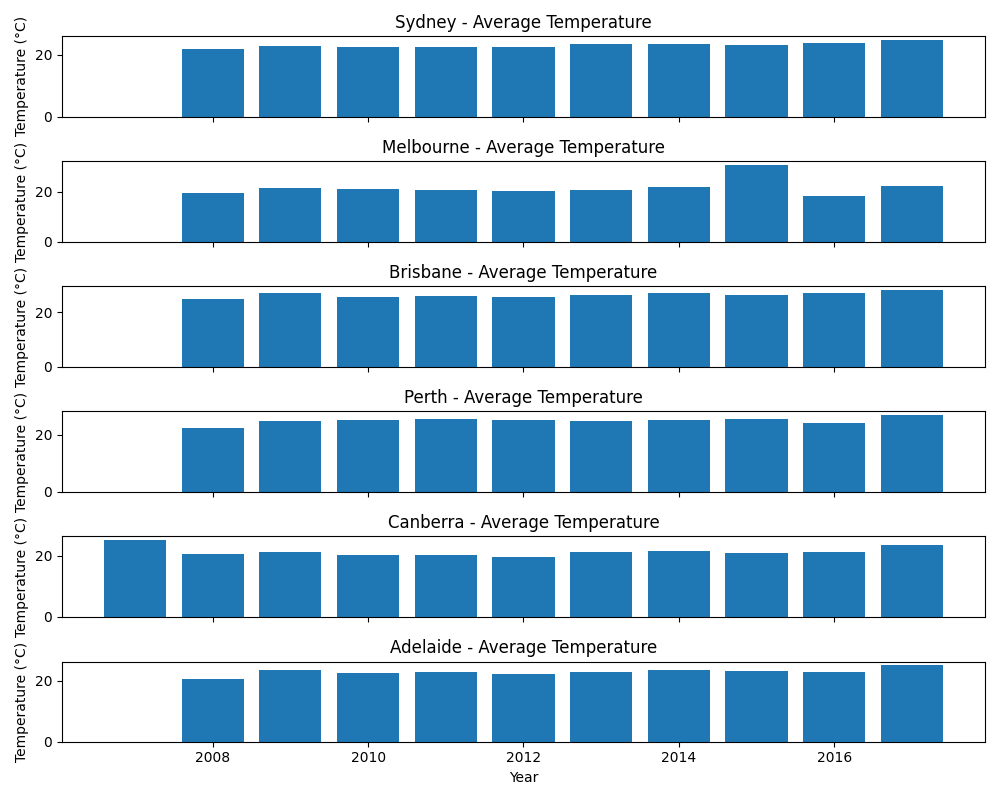 Sydney - Average Temperature
Temperature (°C)
20
0
Melbourne - Average Temperature
Temperature (°C)
20
0
Brisbane - Average Temperature
Temperature (°C)
20
0
Perth - Average Temperature
Temperature (°C)
20
0
Canberra - Average Temperature
Temperature (°C)
20
0
Adelaide - Average Temperature
Temperature (°C)
20
0
2008 2010 2012 2014 2016
Year